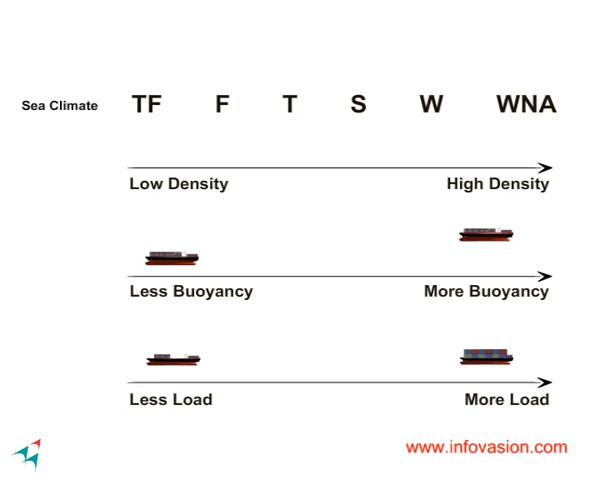 Sea Climate TF F T S W WNA
Low Density High Density
Less Buoyancy More Buoyancy
Less Load More Load
www.infovasion.com